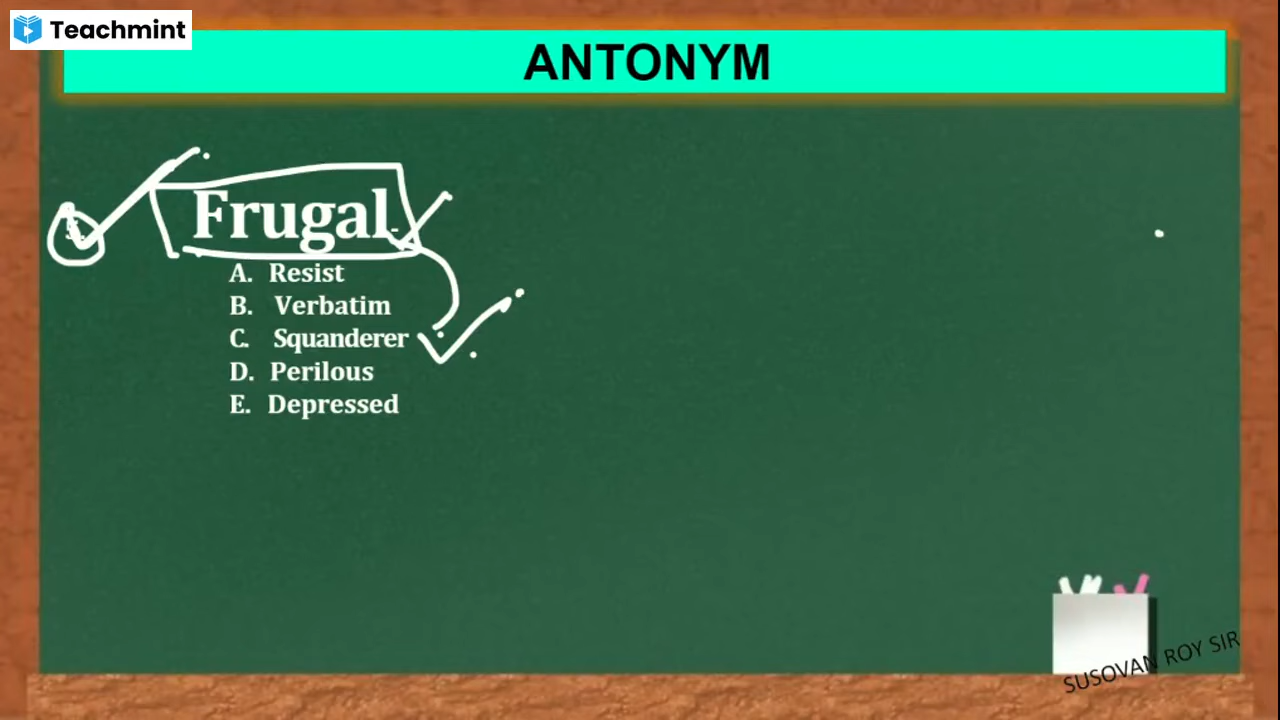 Teachmint
ANTONYM
Frugal
A. Resist
B. Verbatim
C. Squanderer
D. Perilous
E. Depressed
SUSOVAN ROY SIR